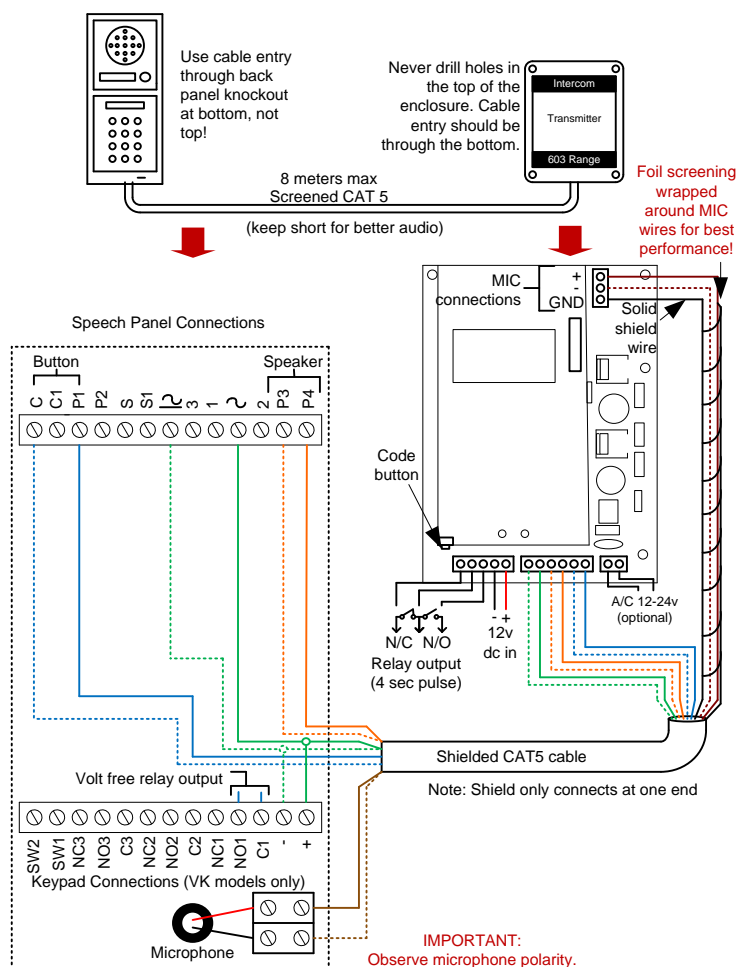 Use cable entry
through back
panel knockout
at bottom, not
top!
Never drill holes in
the top of the
enclosure. Cable
entry should be
through the bottom.
Intercom
Transmitter
603 Range
8 meters max
Screened CAT 5
(keep short for better audio)
Foil screening
wrapped
around MIC
wires for best
performance!
MIC
connections
+
-
GND
Solid
shield
wire
Speech Panel Connections
Button
Speaker
C
C1
P1
P2
S
S1
3
1
2
P3
P4
Code
button
N/C
N/O
Relay output
(4 sec pulse)
- +
12v
dc in
A/C 12-24v
(optional)
Shielded CAT5 cable
Note: Shield only connects at one end
Volt free relay output
SW2
SW1
NC3
NO3
C3
NC2
NO2
C2
NC1
NO1
C1
-
+
Keypad Connections (VK models only)
Microphone
IMPORTANT:
Observe microphone polarity.